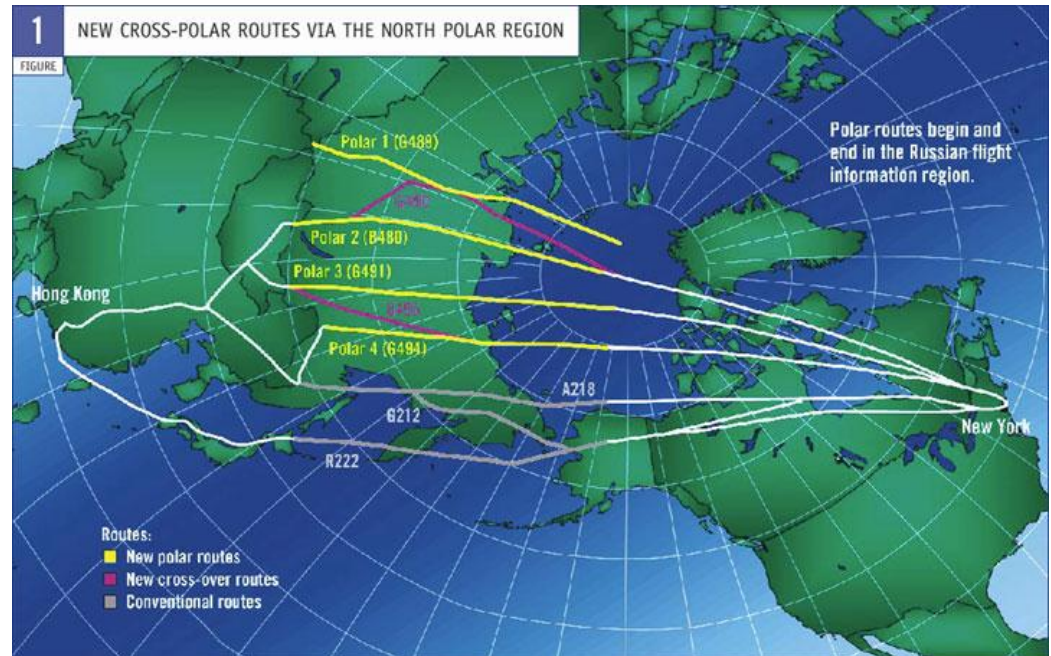 1
NEW CROSS-POLAR ROUTES VIA THE NORTH POLAR REGION
FIGURE
Polar 1 (G489)
Polar routes begin and
end in the Russian flight
information region.
G490
Polar 2 (B480)
Polar 3 (G491)
Hong Kong
Polar 4 (G494)
A218
G212
New York
R222
Routes:
New polar routes
New cross-over routes
Conventional routes